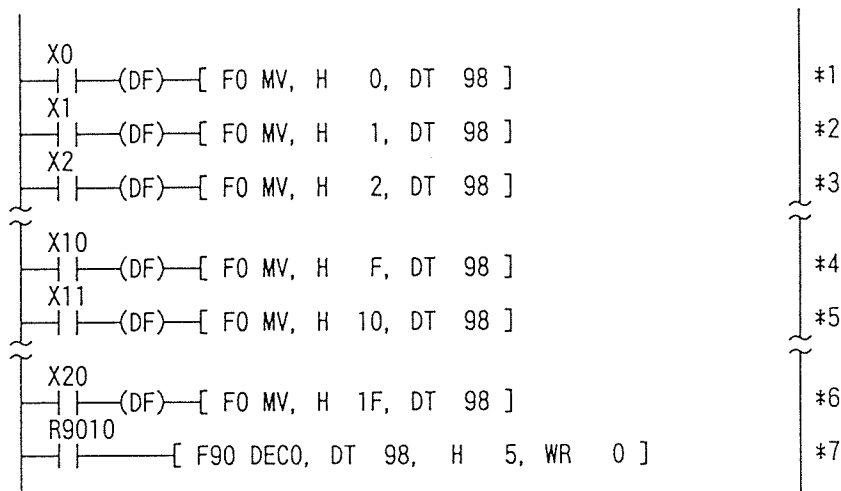 X0
(DF) [ F0 MV, H 0, DT 98 ] *1
X1
(DF) [ F0 MV, H 1, DT 98 ] *2
X2
(DF) [ F0 MV, H 2, DT 98 ] *3
X10
(DF) [ F0 MV, H F, DT 98 ] *4
X11
(DF) [ F0 MV, H 10, DT 98 ] *5
X20
(DF) [ F0 MV, H 1F, DT 98 ] *6
R9010
[ F90 DECO, DT 98, H 5, WR 0 ] *7